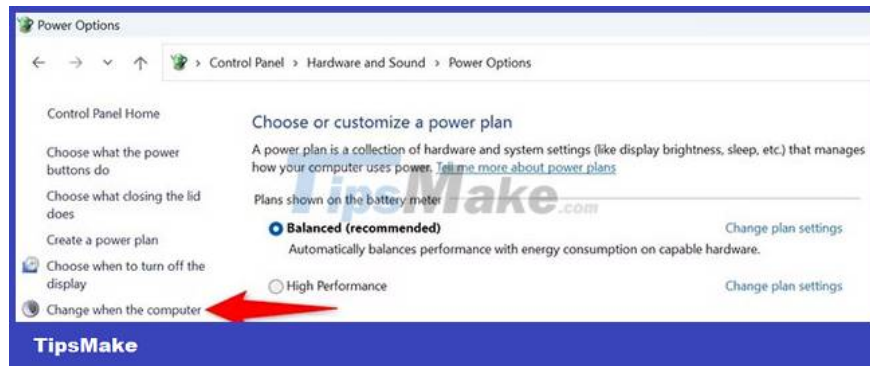 Power Options
Control Panel > Hardware and Sound > Power Options
Control Panel Home
Choose what the power
buttons do
Choose what closing the lid
does
Create a power plan
Choose when to turn off the
display
Change when the computer
Choose or customize a power plan
A power plan is a collection of hardware and system settings (like display brightness, sleep, etc.) that manages
how your computer uses power. Tell me more about power plans
Plans shown on the battery meter
Balanced (recommended)
Change plan settings
Automatically balances performance with energy consumption on capable hardware.
High Performance
Change plan settings
TipsMake.com
TipsMake